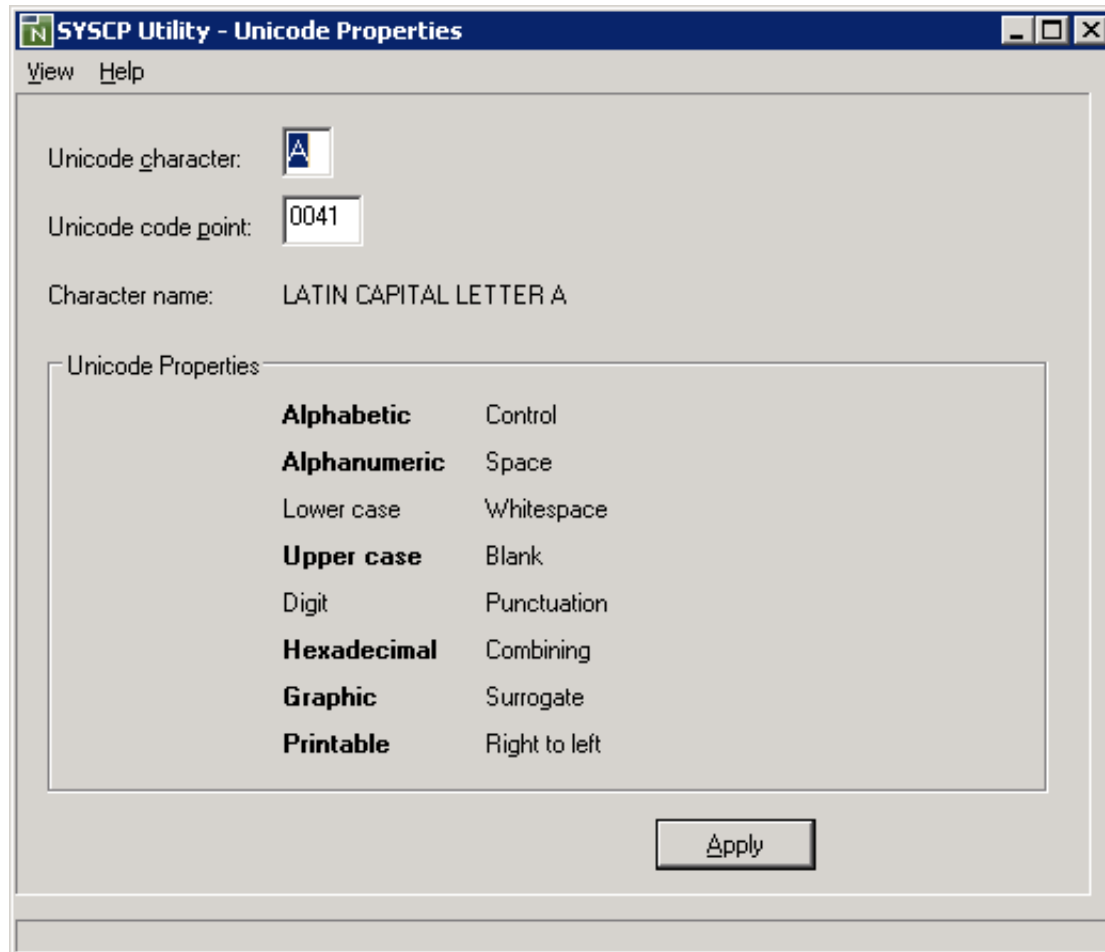 SYSCP Utility - Unicode Properties
View Help
Unicode character: A
Unicode code point: 0041
Character name: LATIN CAPITAL LETTER A
Unicode Properties
Alphabetic Control
Alphanumeric Space
Lower case Whitespace
Upper case Blank
Digit Punctuation
Hexadecimal Combining
Graphic Surrogate
Printable Right to left
Apply